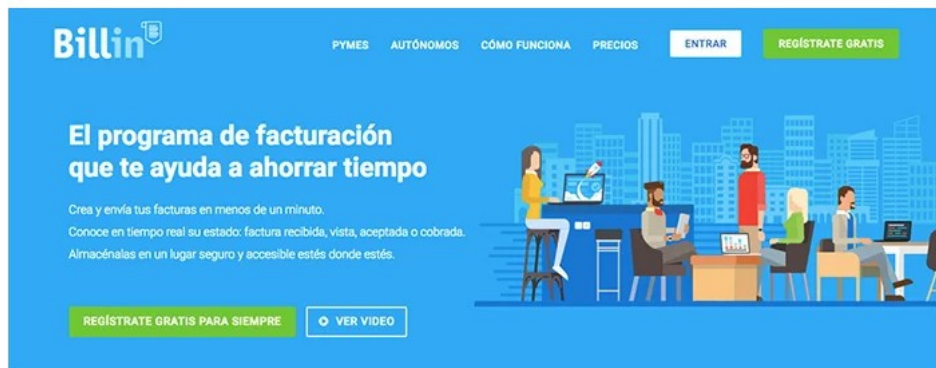 Billin
PYMES AUTÓNOMOS CÓMO FUNCIONA PRECIOS ENTRAR REGÍSTRATE GRATIS
El programa de facturación
que te ayuda a ahorrar tiempo
Crea y envía tus facturas en menos de un minuto.
Conoce en tiempo real su estado: factura recibida, vista, aceptada o cobrada.
Almacénalas en un lugar seguro y accesible estés donde estés.
REGÍSTRATE GRATIS PARA SIEMPRE VER VIDEO